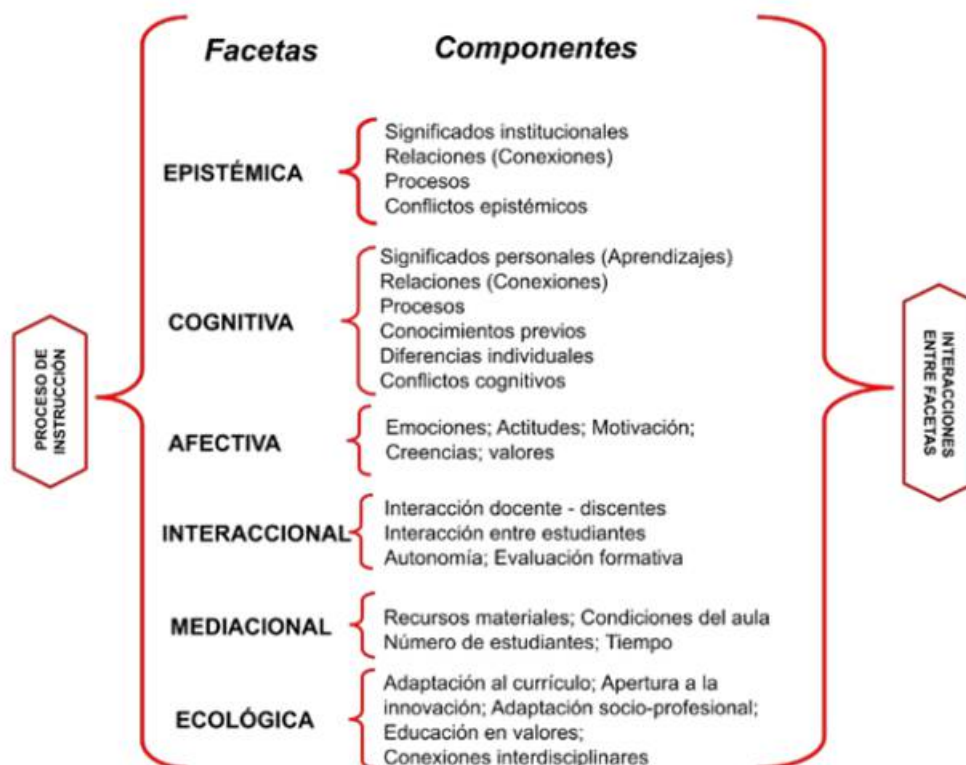 Facetas
Componentes
EPISTÉMICA
Significados institucionales
Relaciones (Conexiones)
Procesos
Conflictos epistémicos
COGNITIVA
Significados personales (Aprendizajes)
Relaciones (Conexiones)
Procesos
Conocimientos previos
Diferencias individuales
Conflictos cognitivos
AFECTIVA
Emociones; Actitudes; Motivación;
Creencias; valores
INTERACCIONAL
Interacción docente - discentes
Interacción entre estudiantes
Autonomía; Evaluación formativa
MEDIACIONAL
Recursos materiales; Condiciones del aula
Número de estudiantes; Tiempo
ECOLÓGICA
Adaptación al currículo; Apertura a la
innovación; Adaptación socio-profesional;
Educación en valores;
Conexiones interdisciplinares
PROCESO DE
INSTRUCCIÓN
INTERACCIONES
ENTRE FACETAS